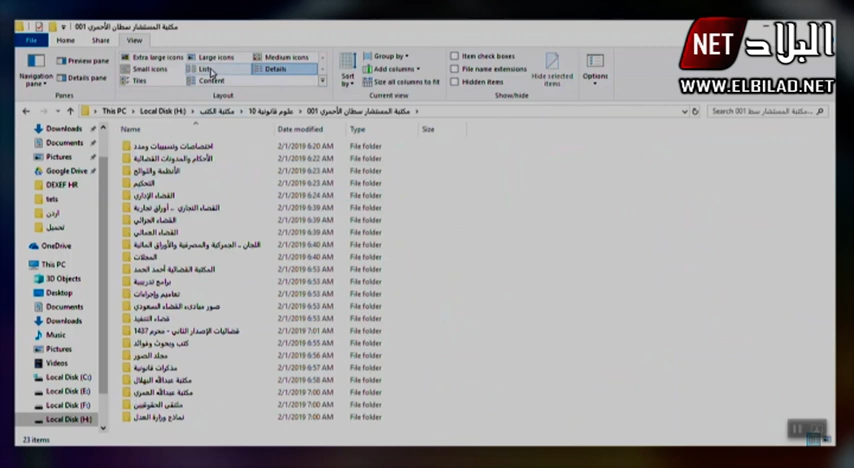 مكتبة المستشار سطان الأحمري 001
البلاد NET
WWW.ELBILAD.NET
File Home Share View
Navigation pane
Preview pane
Details pane
Panes
Extra large icons Large icons Medium icons
Small icons List Details
Tiles Content
Layout
Sort by
Group by
Add columns
Size all columns to fit
Current view
Item check boxes
File name extensions
Hidden items
Hide selected items
Show/hide
Options
This PC > Local Disk (H:) > مكتبة الكتب > علوم قانونية 10 > مكتبة المستشار سطان الأحمري 001 >
Search 001 مكتبة المستشار سط...
Downloads
Documents
Pictures
Google Drive
DEXEF HR
tets
اردن
تحميل
OneDrive
This PC
3D Objects
Desktop
Documents
Downloads
Music
Pictures
Videos
Local Disk (C:)
Local Disk (E:)
Local Disk (F:)
Local Disk (H:)
Name Date modified Type Size
اختصاصات وتسبيبات ومدد 2/1/2019 6:20 AM File folder
الأحكام والمدونات القضائية 2/1/2019 6:22 AM File folder
الأنظمة واللوائح 2/1/2019 6:23 AM File folder
التحكيم 2/1/2019 6:23 AM File folder
القضاء الإداري 2/1/2019 6:24 AM File folder
القضاء التجاري .. أوراق تجارية 2/1/2019 6:39 AM File folder
القضاء الجزائي 2/1/2019 6:39 AM File folder
القضاء العمالي 2/1/2019 6:39 AM File folder
اللجان .. الجمركية والمصرفية والأوراق المالية 2/1/2019 6:40 AM File folder
المجلات 2/1/2019 6:40 AM File folder
المكتبة القضائية أحمد الحمد 2/1/2019 6:53 AM File folder
برامج تدريبية 2/1/2019 6:53 AM File folder
تعاميم وإجراءات 2/1/2019 6:53 AM File folder
صور مبادىء القضاء السعودي 2/1/2019 6:53 AM File folder
قضاء التنفيذ 2/1/2019 6:53 AM File folder
قضائيات الإصدار الثاني - محرم 1437 2/1/2019 7:01 AM File folder
كتب وبحوث وفوائد 2/1/2019 6:55 AM File folder
مجلد الصور 2/1/2019 6:56 AM File folder
مذكرات قانونية 2/1/2019 6:57 AM File folder
مكتبة عبدالله البهلال 2/1/2019 6:58 AM File folder
مكتبة عبدالله العمري 2/1/2019 7:00 AM File folder
ملتقى الحقوقيين 2/1/2019 7:00 AM File folder
نماذج وزارة العدل 2/1/2019 7:00 AM File folder
23 items